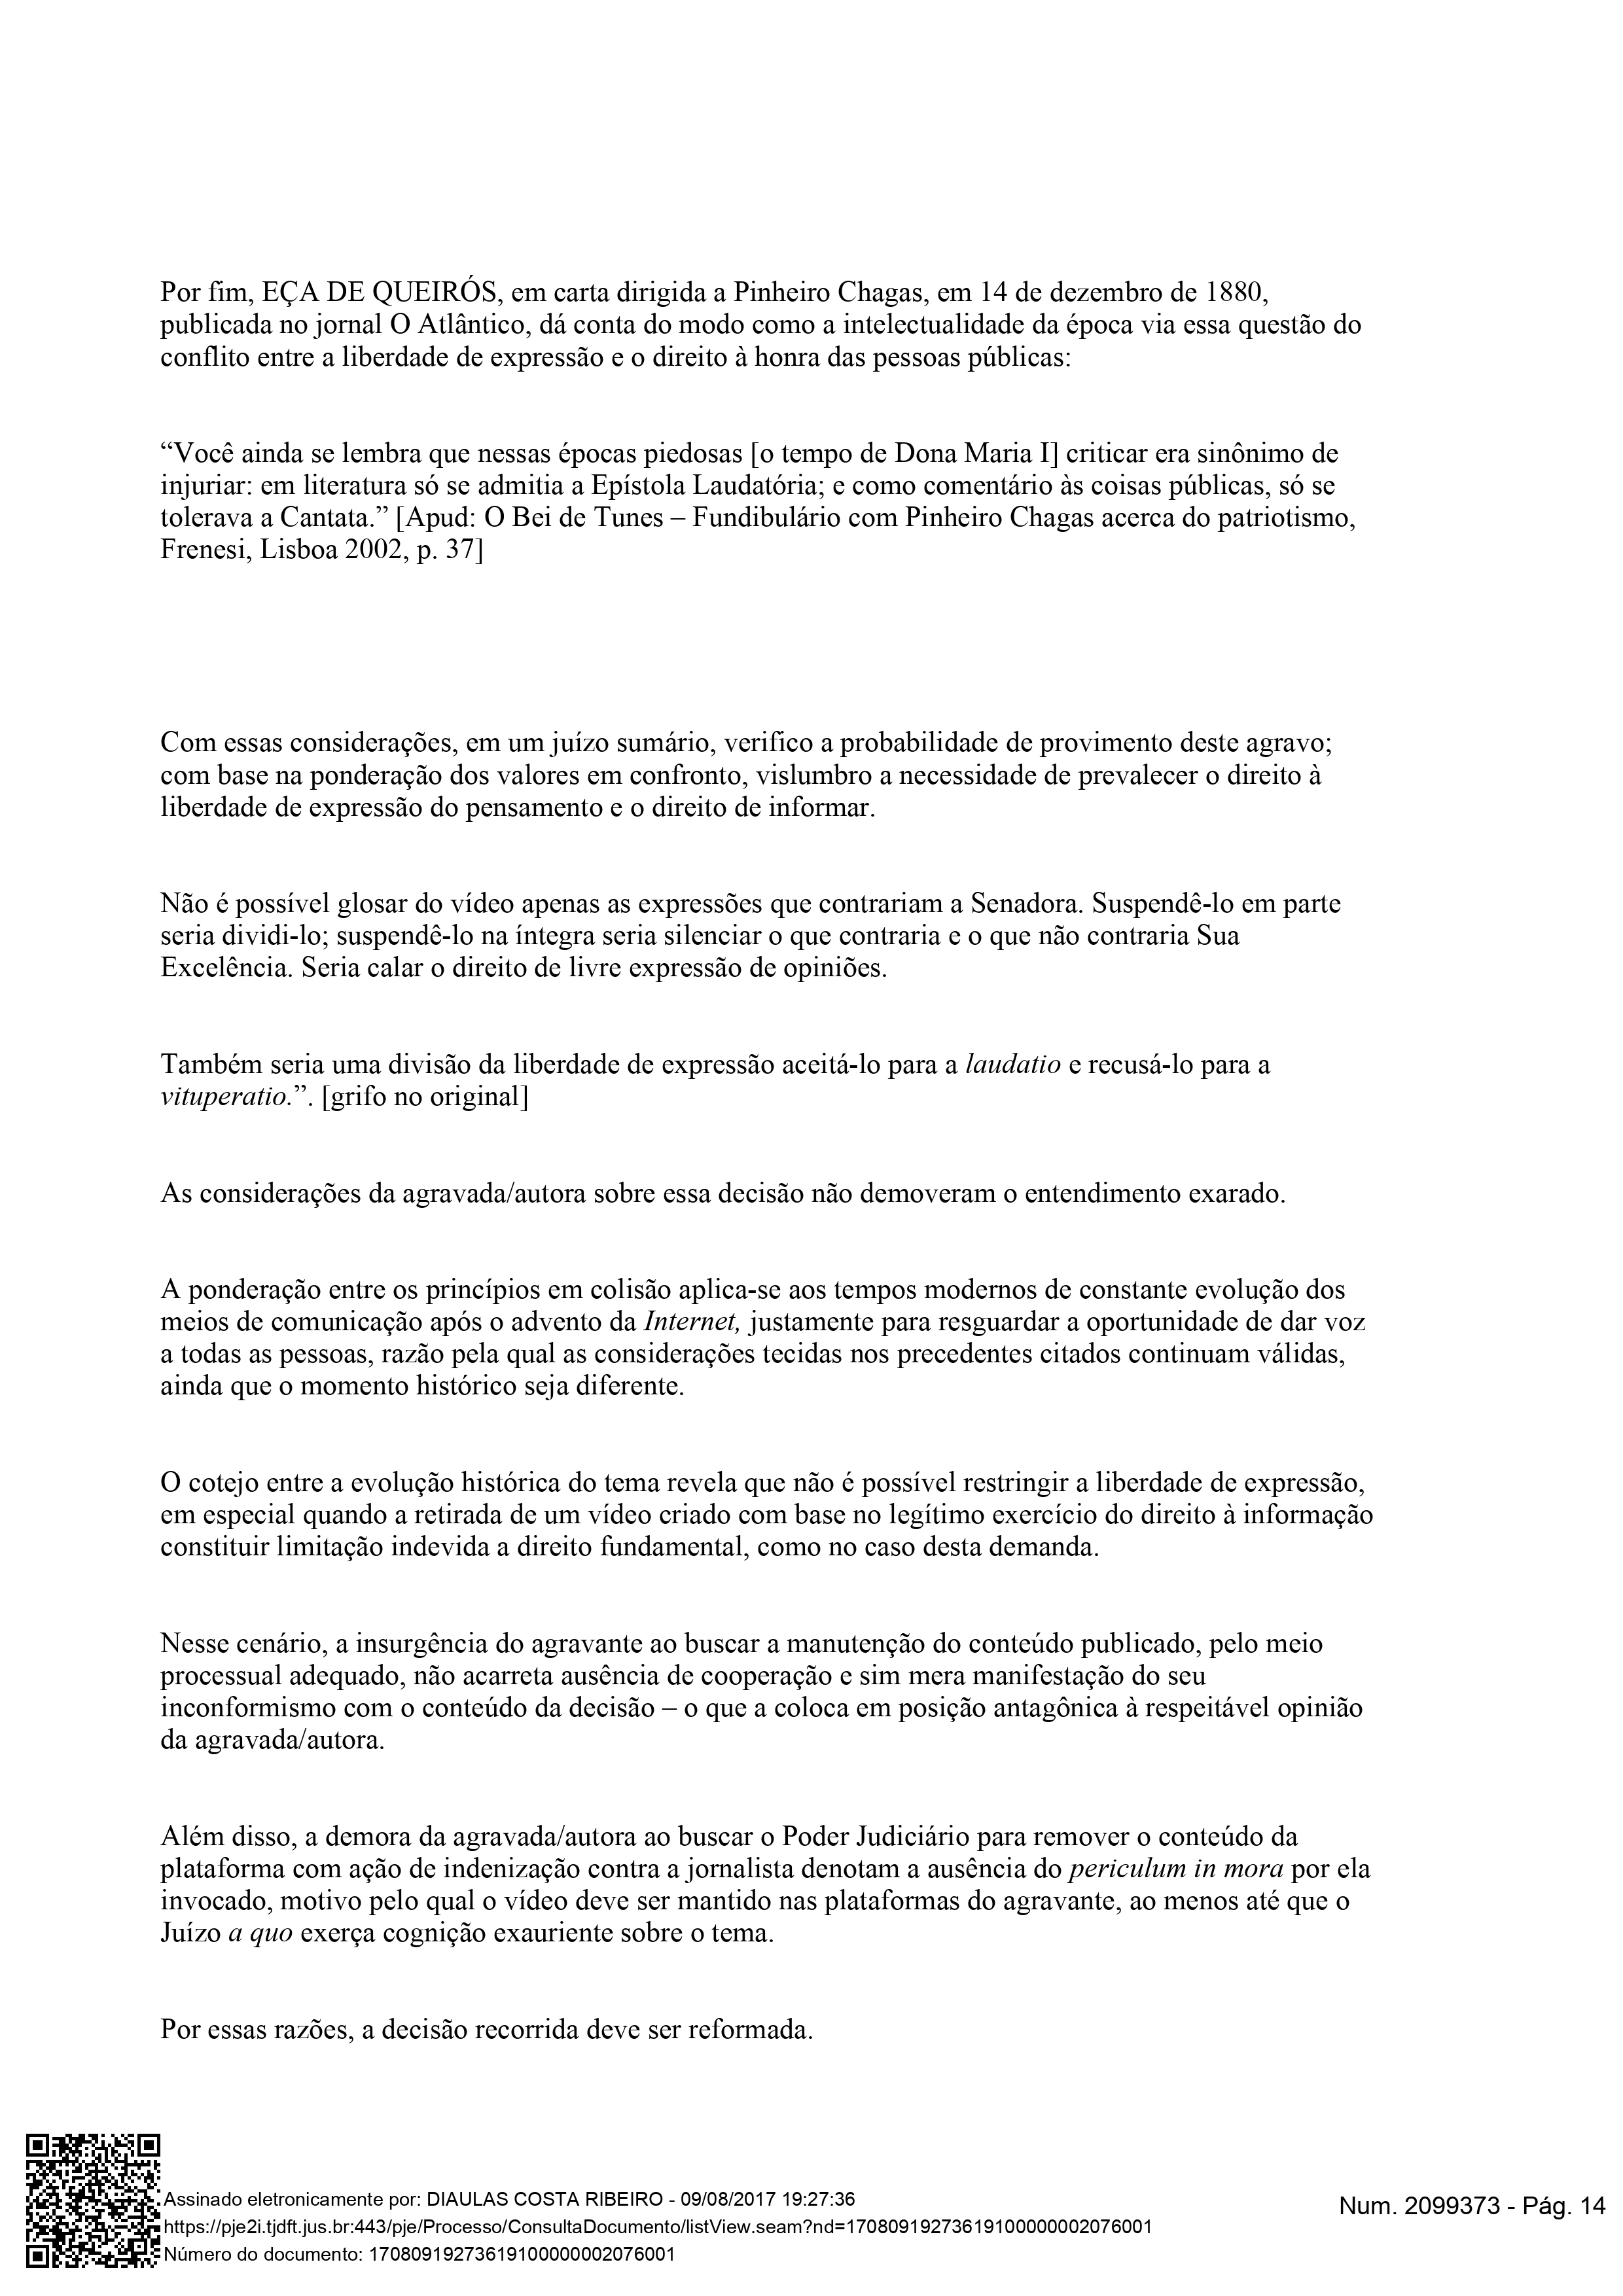 Por fim, EÇA DE QUEIRÓS, em carta dirigida a Pinheiro Chagas, em 14 de dezembro de 1880,
publicada no jornal O Atlântico, dá conta do modo como a intelectualidade da época via essa questão do
conflito entre a liberdade de expressão e o direito à honra das pessoas públicas:
“Você ainda se lembra que nessas épocas piedosas [o tempo de Dona Maria I] criticar era sinônimo de
injuriar: em literatura só se admitia a Epístola Laudatória; e como comentário às coisas públicas, só se
tolerava a Cantata.” [Apud: O Bei de Tunes – Fundibulário com Pinheiro Chagas acerca do patriotismo,
Frenesi, Lisboa 2002, p. 37]
Com essas considerações, em um juízo sumário, verifico a probabilidade de provimento deste agravo;
com base na ponderação dos valores em confronto, vislumbro a necessidade de prevalecer o direito à
liberdade de expressão do pensamento e o direito de informar.
Não é possível glosar do vídeo apenas as expressões que contrariam a Senadora. Suspendê-lo em parte
seria dividi-lo; suspendê-lo na íntegra seria silenciar o que contraria e o que não contraria Sua
Excelência. Seria calar o direito de livre expressão de opiniões.
Também seria uma divisão da liberdade de expressão aceitá-lo para a laudatio e recusá-lo para a
vituperatio.”. [grifo no original]
As considerações da agravada/autora sobre essa decisão não demoveram o entendimento exarado.
A ponderação entre os princípios em colisão aplica-se aos tempos modernos de constante evolução dos
meios de comunicação após o advento da Internet, justamente para resguardar a oportunidade de dar voz
a todas as pessoas, razão pela qual as considerações tecidas nos precedentes citados continuam válidas,
ainda que o momento histórico seja diferente.
O cotejo entre a evolução histórica do tema revela que não é possível restringir a liberdade de expressão,
em especial quando a retirada de um vídeo criado com base no legítimo exercício do direito à informação
constituir limitação indevida a direito fundamental, como no caso desta demanda.
Nesse cenário, a insurgência do agravante ao buscar a manutenção do conteúdo publicado, pelo meio
processual adequado, não acarreta ausência de cooperação e sim mera manifestação do seu
inconformismo com o conteúdo da decisão – o que a coloca em posição antagônica à respeitável opinião
da agravada/autora.
Além disso, a demora da agravada/autora ao buscar o Poder Judiciário para remover o conteúdo da
plataforma com ação de indenização contra a jornalista denotam a ausência do periculum in mora por ela
invocado, motivo pelo qual o vídeo deve ser mantido nas plataformas do agravante, ao menos até que o
Juízo a quo exerça cognição exauriente sobre o tema.
Por essas razões, a decisão recorrida deve ser reformada.
Assinado eletronicamente por: DIAULAS COSTA RIBEIRO - 09/08/2017 19:27:36
https://pje2i.tjdft.jus.br:443/pje/Processo/ConsultaDocumento/listView.seam?nd=17080919273619100000002076001
Número do documento: 17080919273619100000002076001
Num. 2099373 - Pág. 14